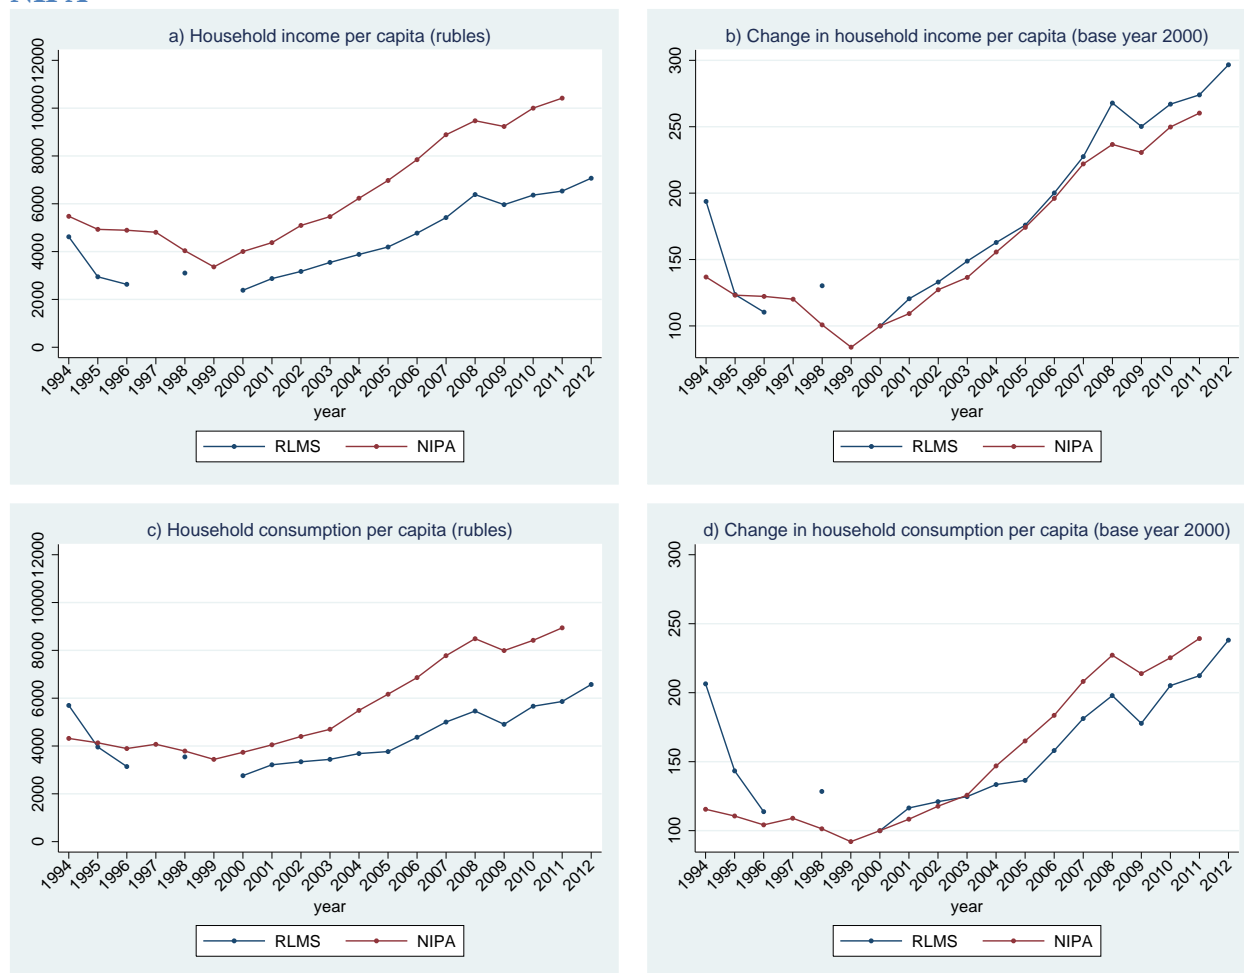 NIPA
a) Household income per capita (rubles)
0 2000 4000 6000 8000 10000 12000
1994 1995 1996 1997 1998 1999 2000 2001 2002 2003 2004 2005 2006 2007 2008 2009 2010 2011 2012
year
RLMS NIPA
b) Change in household income per capita (base year 2000)
100 150 200 250 300
1994 1995 1996 1997 1998 1999 2000 2001 2002 2003 2004 2005 2006 2007 2008 2009 2010 2011 2012
year
RLMS NIPA
c) Household consumption per capita (rubles)
0 2000 4000 6000 8000 10000 12000
1994 1995 1996 1997 1998 1999 2000 2001 2002 2003 2004 2005 2006 2007 2008 2009 2010 2011 2012
year
RLMS NIPA
d) Change in household consumption per capita (base year 2000)
100 150 200 250 300
1994 1995 1996 1997 1998 1999 2000 2001 2002 2003 2004 2005 2006 2007 2008 2009 2010 2011 2012
year
RLMS NIPA